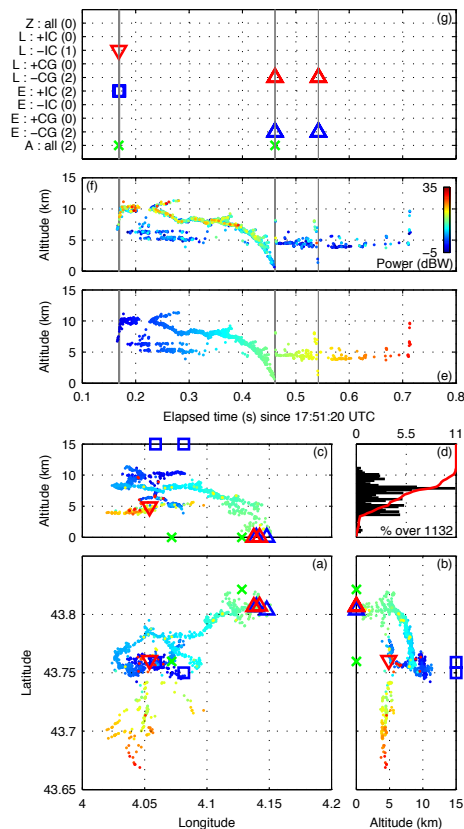 Z : all (0)
L : +IC (0)
L : −IC (1)
L : +CG (0)
L : −CG (2)
E : +IC (2)
E : −IC (0)
E : +CG (0)
E : −CG (2)
A : all (2)
(g)
15
10
5
0
Altitude (km)
(f)
35
−5
Power (dBW)
15
10
5
0
Altitude (km)
(e)
0.1 0.2 0.3 0.4 0.5 0.6 0.7 0.8
Elapsed time (s) since 17:51:20 UTC
15
10
5
0
Altitude (km)
(c)
0 5.5 11
(d)
% over 1132
43.8
43.75
43.7
43.65
Latitude
(a)
4 4.05 4.1 4.15 4.2
Longitude
(b)
0 5 10 15
Altitude (km)